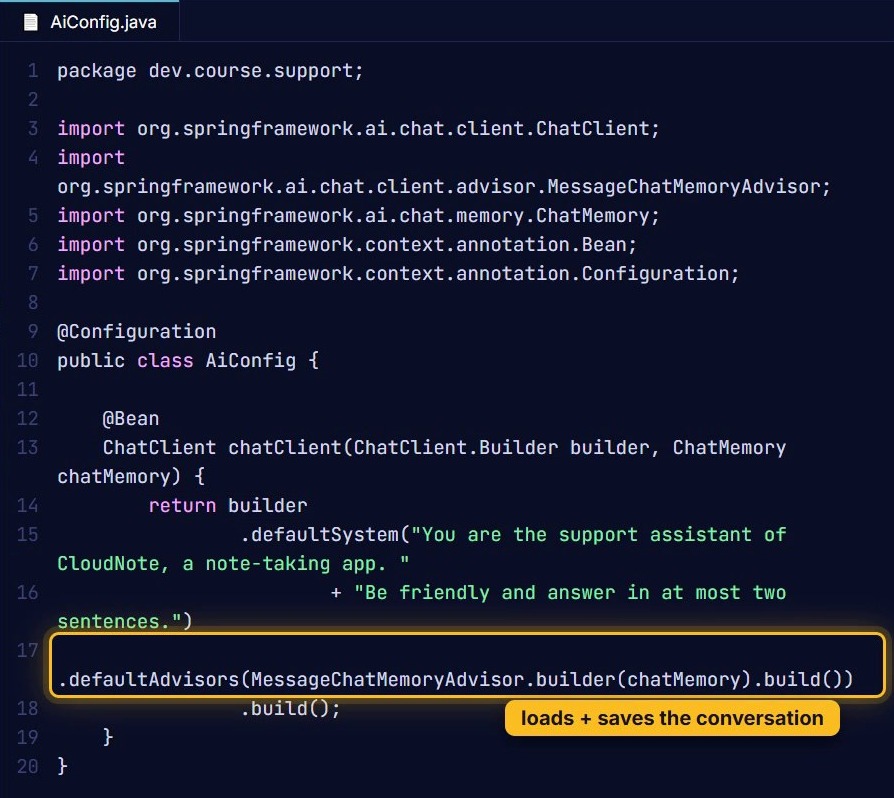 AiConfig.java
1 package dev.course.support;
2
3 import org.springframework.ai.chat.client.ChatClient;
4 import
org.springframework.ai.chat.client.advisor.MessageChatMemoryAdvisor;
5 import org.springframework.ai.chat.memory.ChatMemory;
6 import org.springframework.context.annotation.Bean;
7 import org.springframework.context.annotation.Configuration;
8
9 @Configuration
10 public class AiConfig {
11
12     @Bean
13     ChatClient chatClient(ChatClient.Builder builder, ChatMemory
chatMemory) {
14         return builder
15                 .defaultSystem("You are the support assistant of
CloudNote, a note-taking app. "
16                         + "Be friendly and answer in at most two
sentences.")
17
.defaultAdvisors(MessageChatMemoryAdvisor.builder(chatMemory).build())
18                 .build();
loads + saves the conversation
19     }
20 }